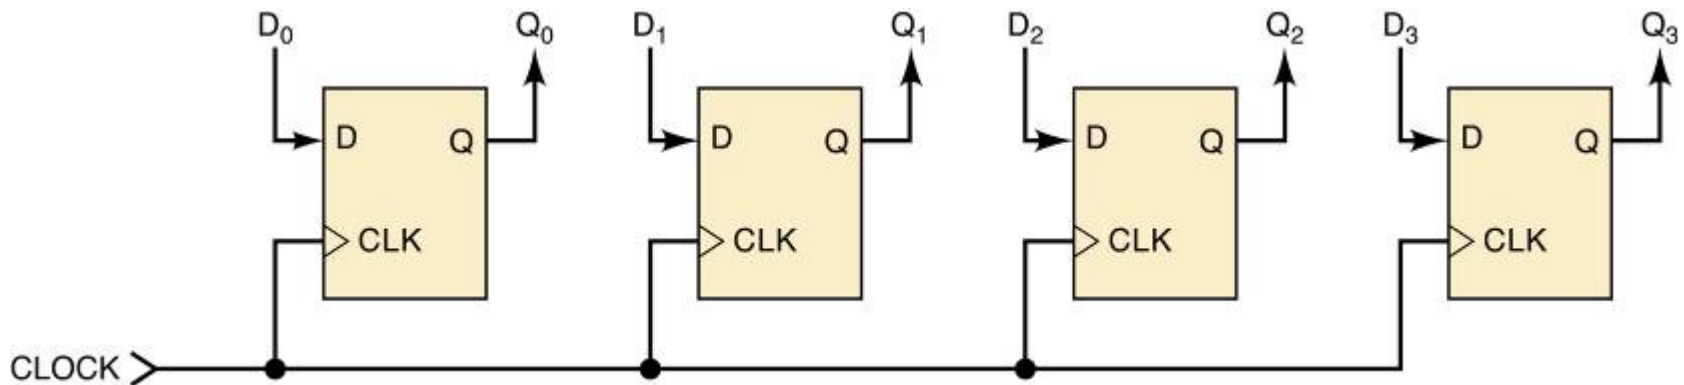 D₀ Q₀ D₁ Q₁ D₂ Q₂ D₃ Q₃
D Q D Q D Q D Q
CLK CLK CLK CLK
CLOCK